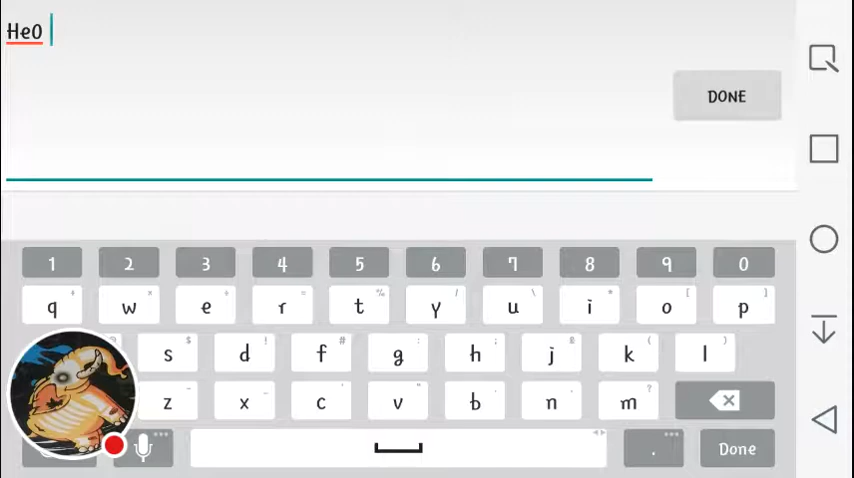 He0
DONE
1 2 3 4 5 6 7 8 9 0
q w e r t y u i o p
s d f g h j k l
z x c v b n m
. Done